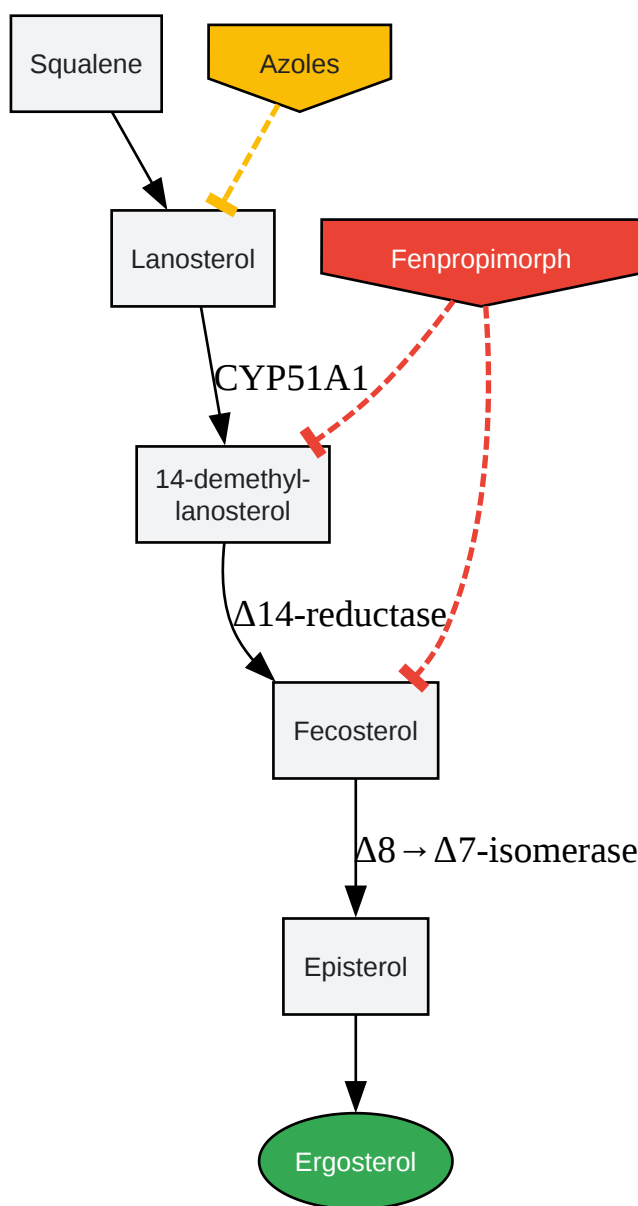 Squalene
Azoles
Lanosterol
Fenpropimorph
CYP51A1
14-demethyl-
lanosterol
Δ14-reductase
Fecosterol
Δ8→Δ7-isomerase
Episterol
Ergosterol